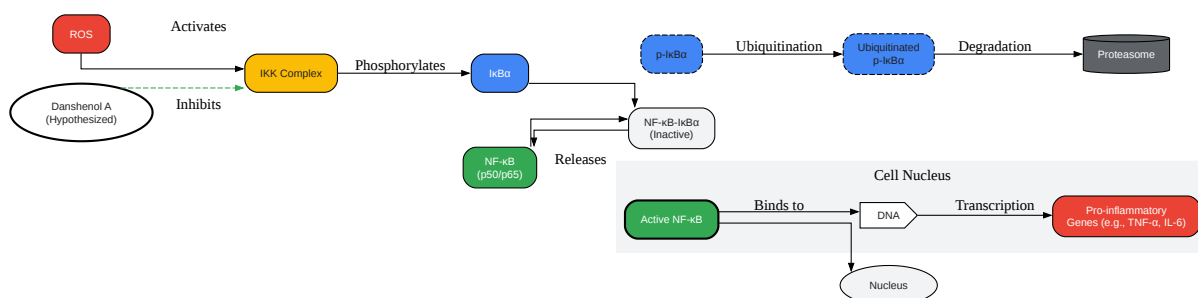 ROS
Activates
IKK Complex
Phosphorylates
IκBα
p-IκBα
Ubiquitination
Ubiquitinated
p-IκBα
Degradation
Proteasome
Danshenol A
(Hypothesized)
Inhibits
NF-κB-IκBα
(Inactive)
NF-κB
(p50/p65)
Releases
Cell Nucleus
Active NF-κB
Binds to
DNA
Transcription
Pro-inflammatory
Genes (e.g., TNF-α, IL-6)
Nucleus